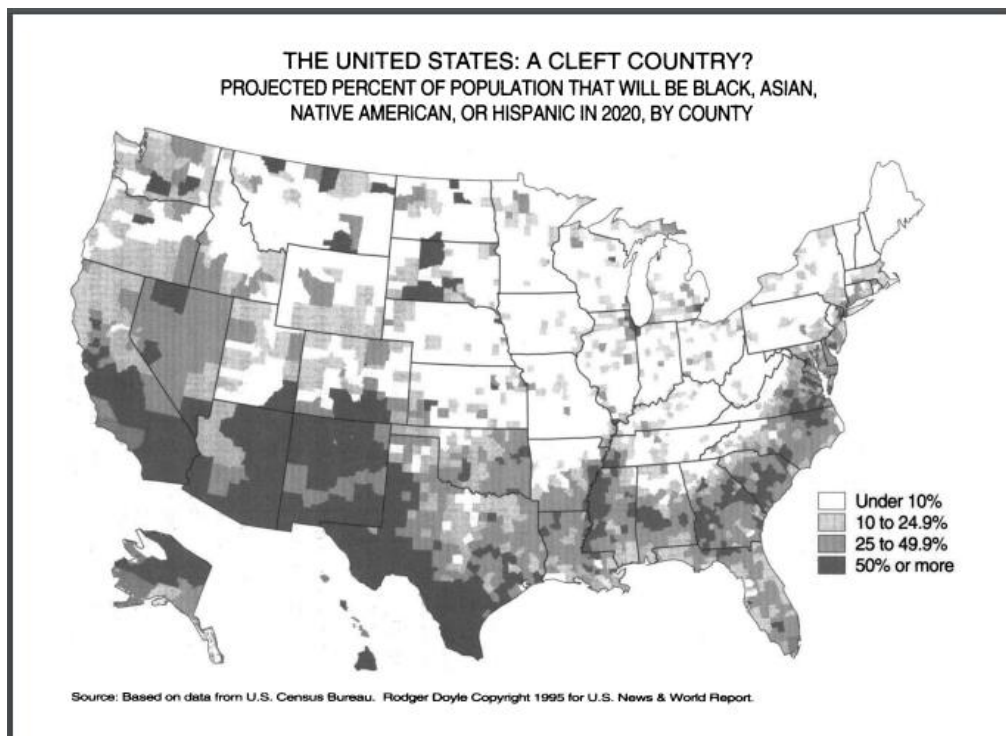 THE UNITED STATES: A CLEFT COUNTRY?
PROJECTED PERCENT OF POPULATION THAT WILL BE BLACK, ASIAN,
NATIVE AMERICAN, OR HISPANIC IN 2020, BY COUNTY
Under 10%
10 to 24.9%
25 to 49.9%
50% or more
Source: Based on data from U.S. Census Bureau. Rodger Doyle Copyright 1995 for U.S. News & World Report.